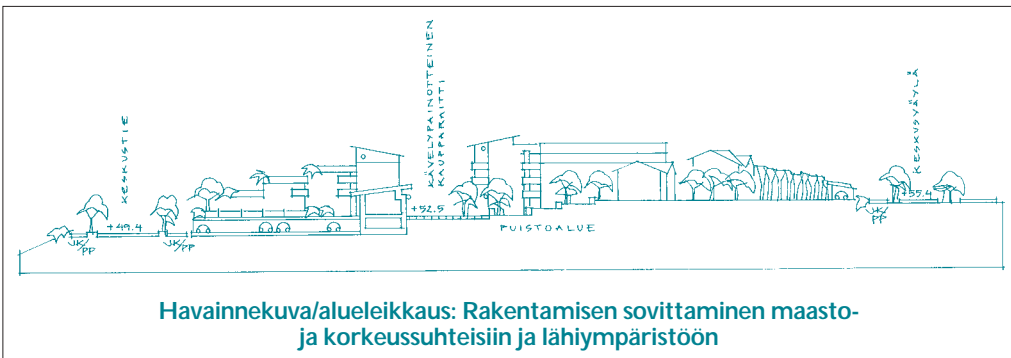 KESKUSTIE
KÄVELYPAINOTTEINEN
KAUPPARAITTI
KESKUSVÄYLÄ
+49.4
+52.5
+55.4
JK/PP
JK/PP
JK/PP
PUISTOALUE
Havainnekuva/alueleikkaus: Rakentamisen sovittaminen maasto-
ja korkeussuhteisiin ja lähiympäristöön